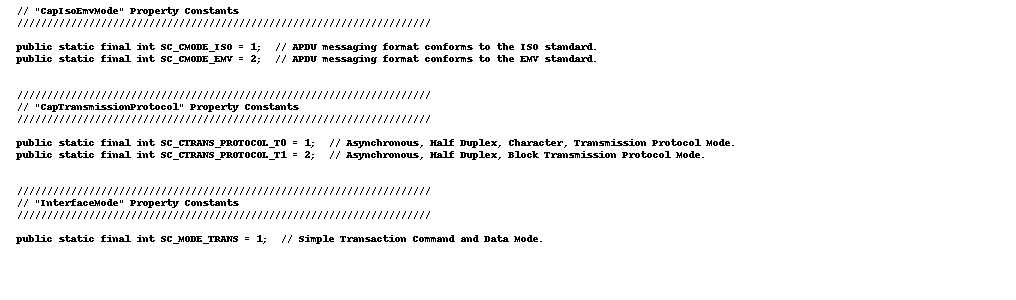 // "CapIsoEmvMode" Property Constants
/////////////////////////////////////////////////////////////////////
public static final int SC_CMODE_ISO = 1;  // APDU messaging format conforms to the ISO standard.
public static final int SC_CMODE_EMV = 2;  // APDU messaging format conforms to the EMV standard.
/////////////////////////////////////////////////////////////////////
// "CapTransmissionProtocol" Property Constants
/////////////////////////////////////////////////////////////////////
public static final int SC_CTRANS_PROTOCOL_T0 = 1;  // Asynchronous, Half Duplex, Character, Transmission Protocol Mode.
public static final int SC_CTRANS_PROTOCOL_T1 = 2;  // Asynchronous, Half Duplex, Block Transmission Protocol Mode.
/////////////////////////////////////////////////////////////////////
// "InterfaceMode" Property Constants
/////////////////////////////////////////////////////////////////////
public static final int SC_MODE_TRANS = 1;  // Simple Transaction Command and Data Mode.